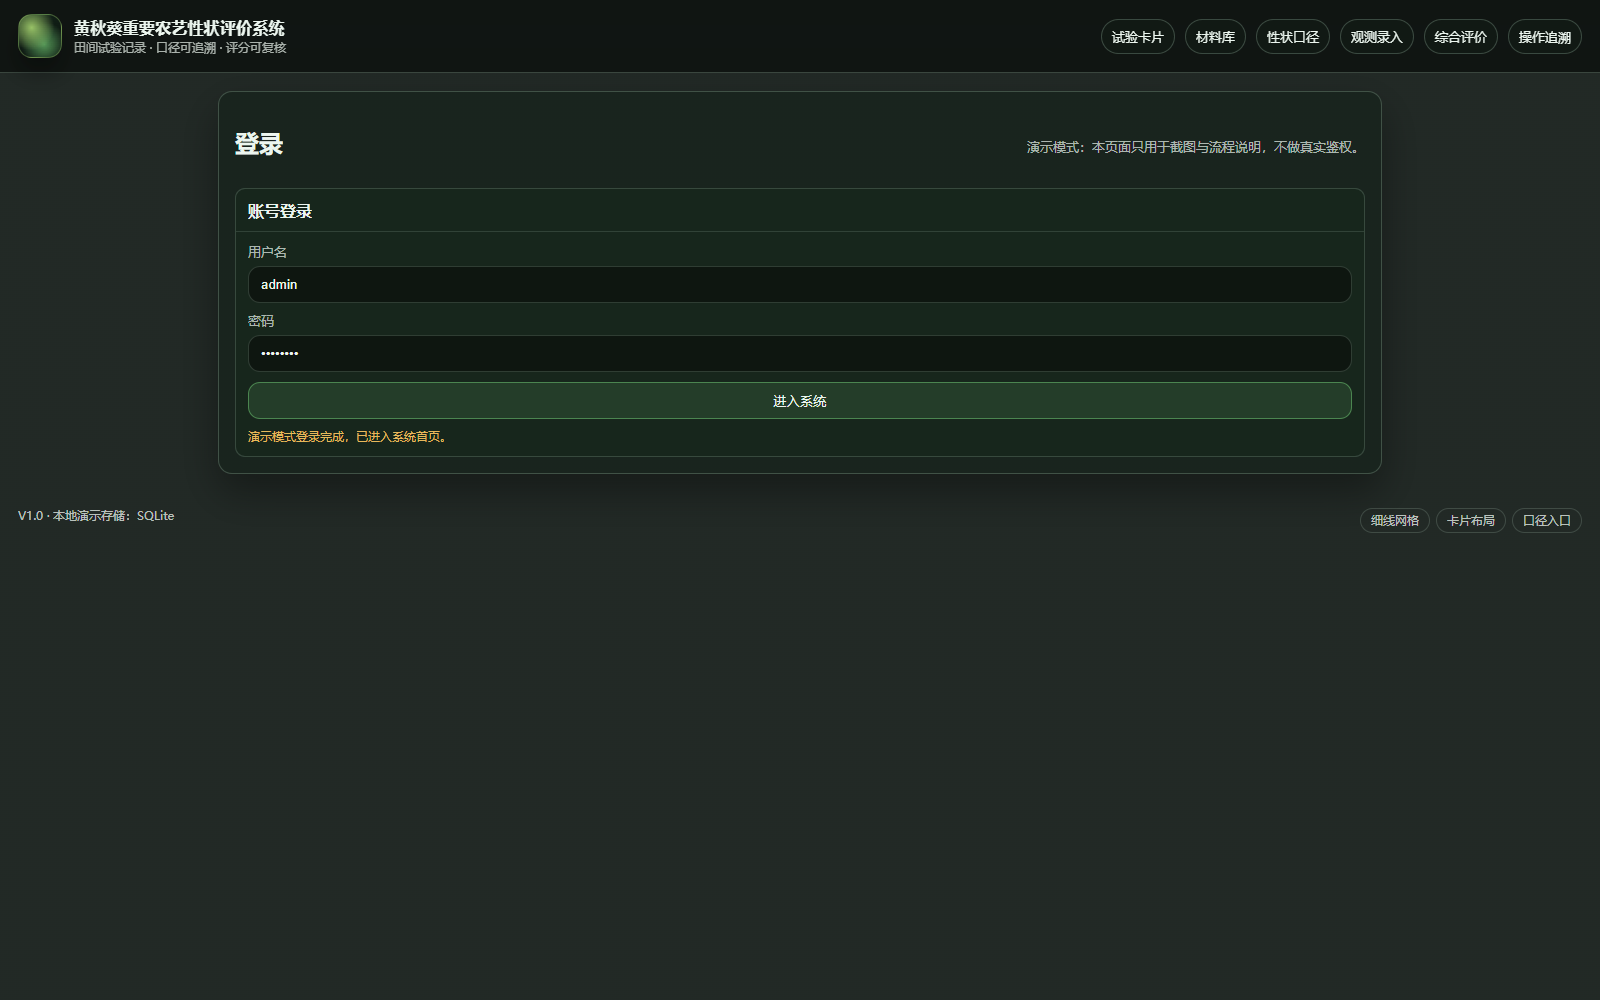 黄秋葵重要农艺性状评价系统
田间试验记录 · 口径可追溯 · 评分可复核
试验卡片
材料库
性状口径
观测录入
综合评价
操作追溯
登录
演示模式：本页面只用于截图与流程说明，不做真实鉴权。
账号登录
用户名
admin
密码
••••••••
进入系统
演示模式登录完成，已进入系统首页。
V1.0 · 本地演示存储：SQLite
细线网格
卡片布局
口径入口